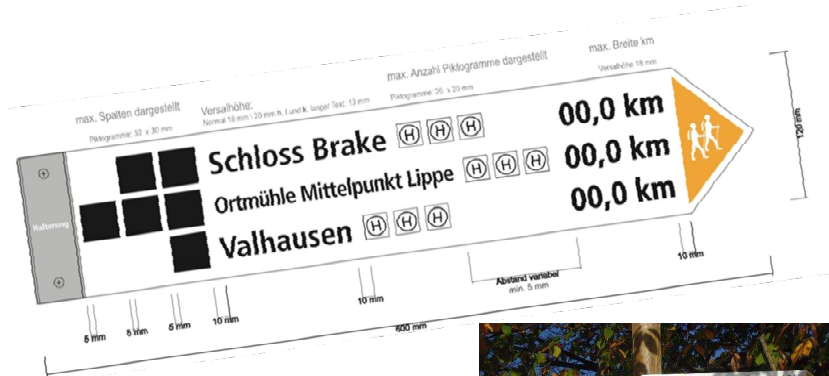 max. Spalten dargestellt
Piktogramme: 30 x 30 mm
Versalhöhe:
Normal 18 mm | 20 mm h, f und k, langer Text: 13 mm
max. Anzahl Piktogramme dargestellt
Piktogramme: 20 x 20 mm
max. Breite km
Versalhöhe 18 mm
Halterung
Schloss Brake H H H 00,0 km
Ortmühle Mittelpunkt Lippe H H H 00,0 km
Valhausen H H H 00,0 km
120 mm
5 mm
5 mm
5 mm
10 mm
10 mm
Abstand variabel
min. 5 mm
10 mm
600 mm